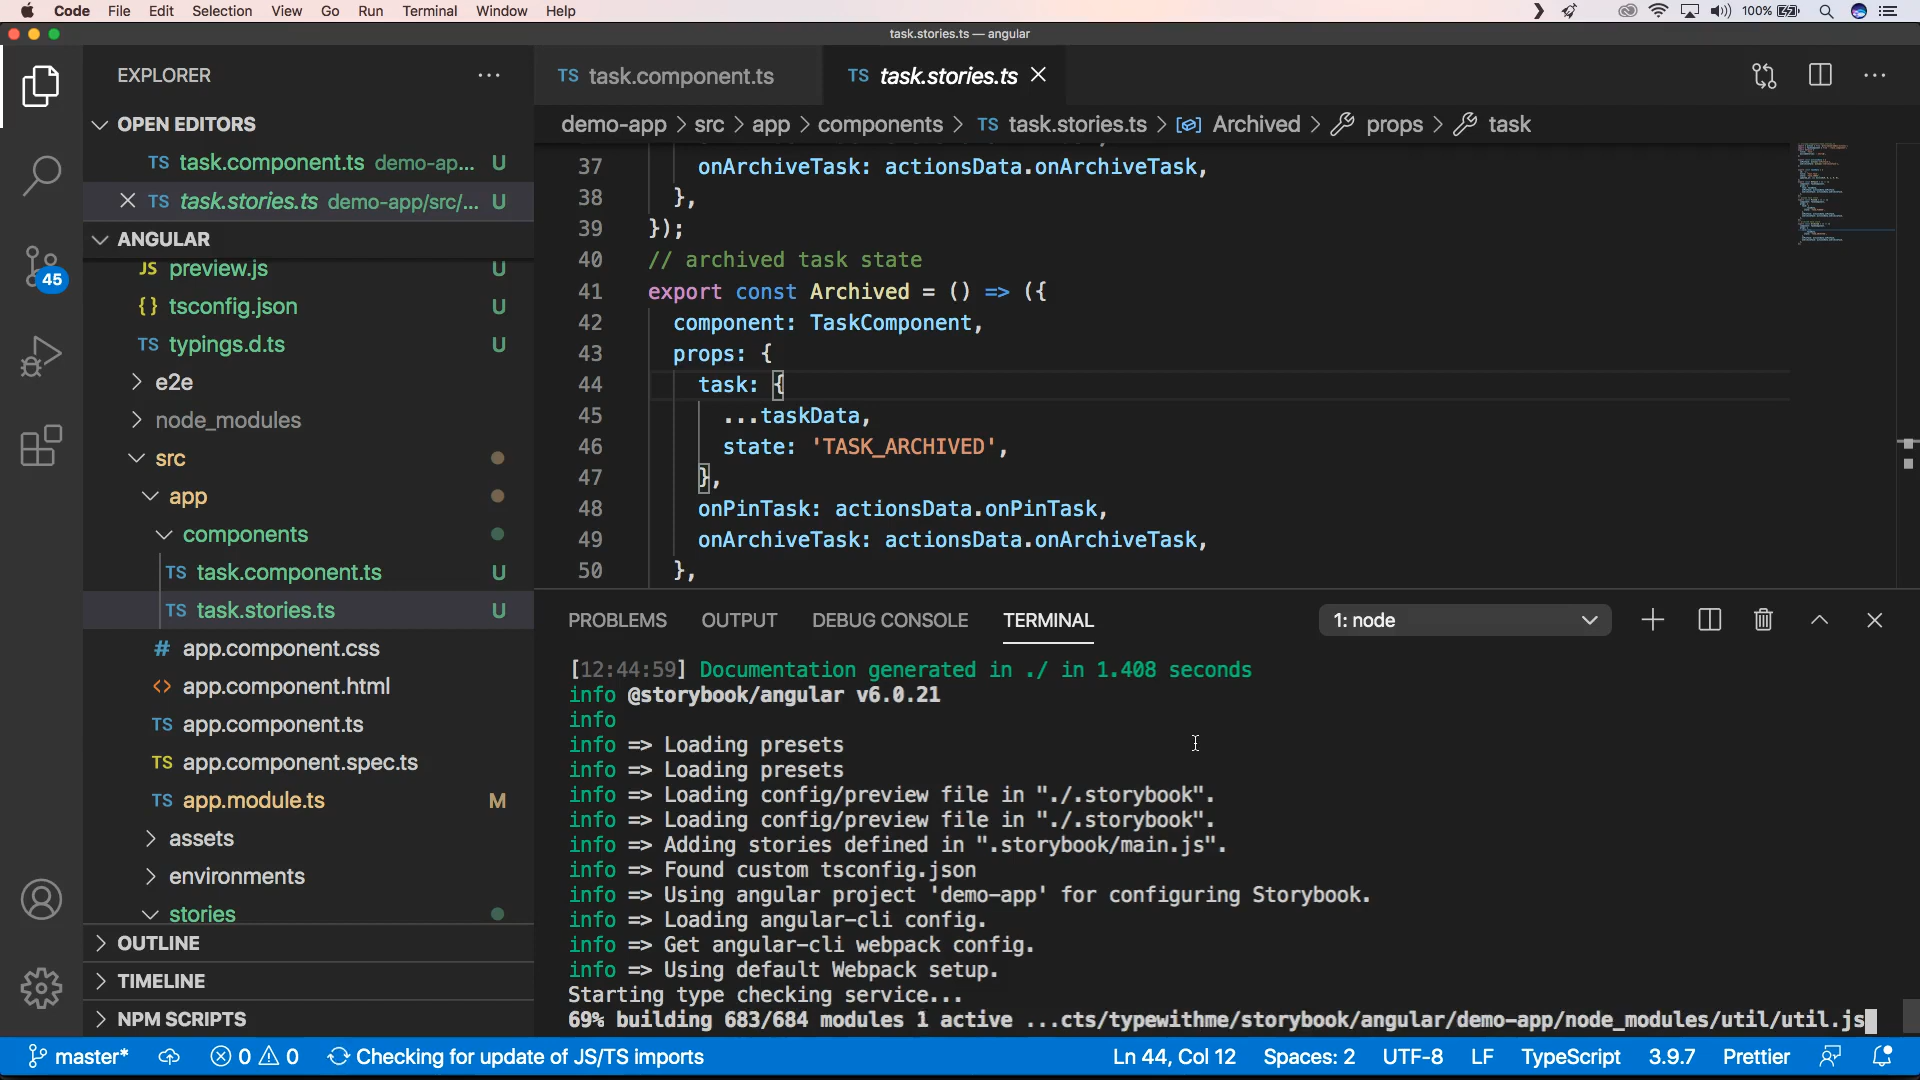 Code File Edit Selection View Go Run Terminal Window Help 100%
task.stories.ts — angular
EXPLORER
OPEN EDITORS
TS task.component.ts demo-ap... U
TS task.stories.ts demo-app/src/... U
ANGULAR
JS preview.js U
{} tsconfig.json U
TS typings.d.ts U
e2e
node_modules
src
app
components
TS task.component.ts U
TS task.stories.ts U
# app.component.css
<> app.component.html
TS app.component.ts
TS app.component.spec.ts
TS app.module.ts M
assets
environments
stories
OUTLINE
TIMELINE
NPM SCRIPTS
45
TS task.component.ts TS task.stories.ts
demo-app > src > app > components > TS task.stories.ts > Archived > props > task
37 onArchiveTask: actionsData.onArchiveTask,
38 },
39 });
40 // archived task state
41 export const Archived = () => ({
42 component: TaskComponent,
43 props: {
44 task: {
45 ...taskData,
46 state: 'TASK_ARCHIVED',
47 },
48 onPinTask: actionsData.onPinTask,
49 onArchiveTask: actionsData.onArchiveTask,
50 },
PROBLEMS OUTPUT DEBUG CONSOLE TERMINAL 1: node
[12:44:59] Documentation generated in ./ in 1.408 seconds
info @storybook/angular v6.0.21
info
info => Loading presets
info => Loading presets
info => Loading config/preview file in "./.storybook".
info => Loading config/preview file in "./.storybook".
info => Adding stories defined in ".storybook/main.js".
info => Found custom tsconfig.json
info => Using angular project 'demo-app' for configuring Storybook.
info => Loading angular-cli config.
info => Get angular-cli webpack config.
info => Using default Webpack setup.
Starting type checking service...
69% building 683/684 modules 1 active ...cts/typewithme/storybook/angular/demo-app/node_modules/util/util.js
master* 0 0 Checking for update of JS/TS imports Ln 44, Col 12 Spaces: 2 UTF-8 LF TypeScript 3.9.7 Prettier